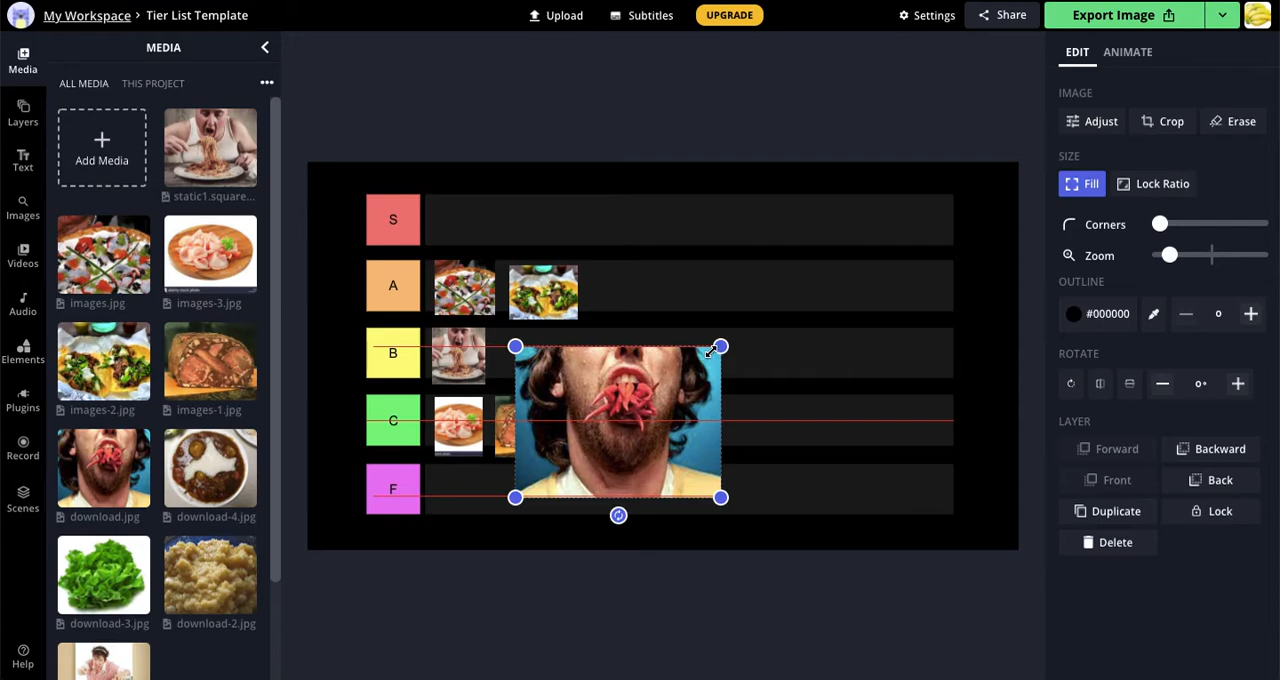 My Workspace > Tier List Template
Upload
Subtitles
UPGRADE
Settings
Share
Export Image
Media
Layers
Text
Images
Videos
Audio
Elements
Plugins
Record
Scenes
Help
MEDIA
ALL MEDIA THIS PROJECT
Add Media
static1.square...
images.jpg
images-3.jpg
images-2.jpg
images-1.jpg
download.jpg
download-4.jpg
download-3.jpg
download-2.jpg
S
A
B
C
F
EDIT ANIMATE
IMAGE
Adjust Crop Erase
SIZE
Fill Lock Ratio
Corners
Zoom
OUTLINE
#000000 0
ROTATE
0°
LAYER
Forward Backward
Front Back
Duplicate Lock
Delete